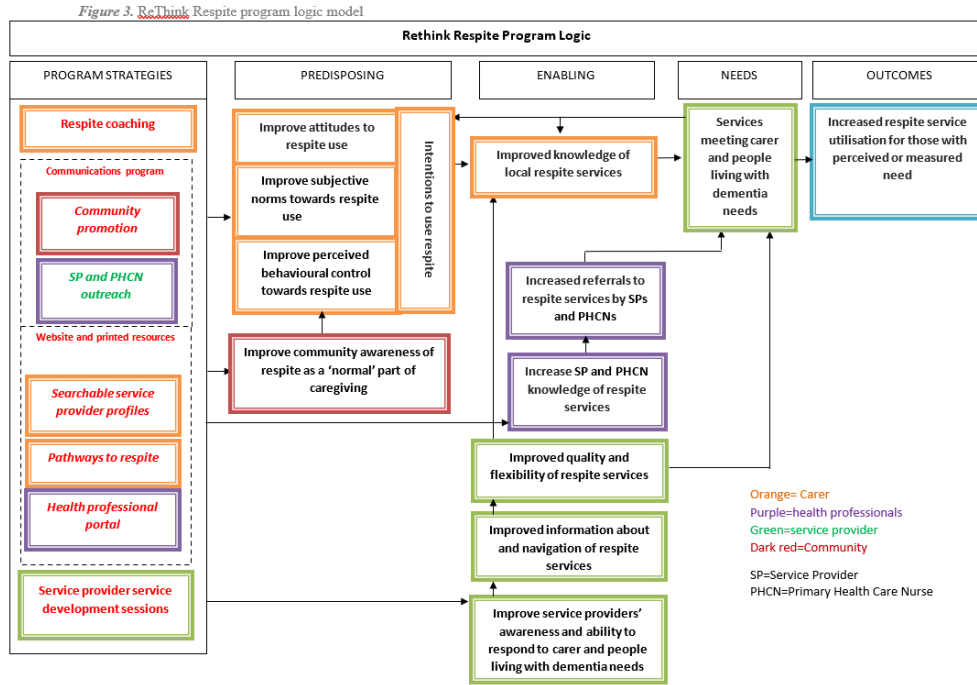 Figure 3. ReThink Respite program logic model
Rethink Respite Program Logic
PROGRAM STRATEGIES
PREDISPOSING
ENABLING
NEEDS
OUTCOMES
Respite coaching
Communications program
Community
promotion
SP and PHCN
outreach
Website and printed resources
Searchable service
provider profiles
Pathways to respite
Health professional
portal
Service provider service
development sessions
Improve attitudes to
respite use
Improve subjective
norms towards respite
use
Improve perceived
behavioural control
towards respite use
Intentions to use respite
Improve community awareness of
respite as a ‘normal’ part of
caregiving
Improved knowledge of
local respite services
Increased referrals to
respite services by SPs
and PHCNs
Increase SP and PHCN
knowledge of respite
services
Improved quality and
flexibility of respite services
Improved information about
and navigation of respite
services
Improve service providers’
awareness and ability to
respond to carer and people
living with dementia needs
Services
meeting carer
and people
living with
dementia
needs
Increased respite service
utilisation for those with
perceived or measured
need
Orange= Carer
Purple=health professionals
Green=service provider
Dark red=Community
SP=Service Provider
PHCN=Primary Health Care Nurse